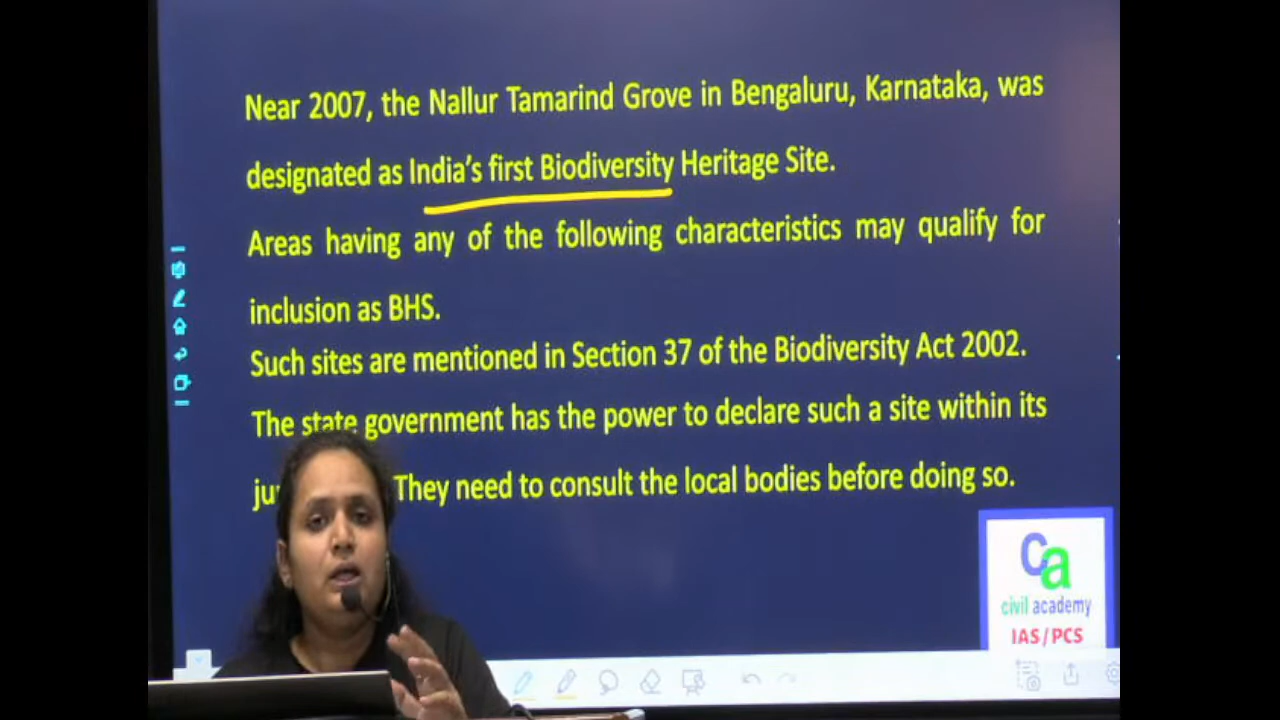 Near 2007, the Nallur Tamarind Grove in Bengaluru, Karnataka, was
designated as India's first Biodiversity Heritage Site.
Areas having any of the following characteristics may qualify for
inclusion as BHS.
Such sites are mentioned in Section 37 of the Biodiversity Act 2002.
The state government has the power to declare such a site within its
They need to consult the local bodies before doing so.
ca
civil academy
IAS/PCS